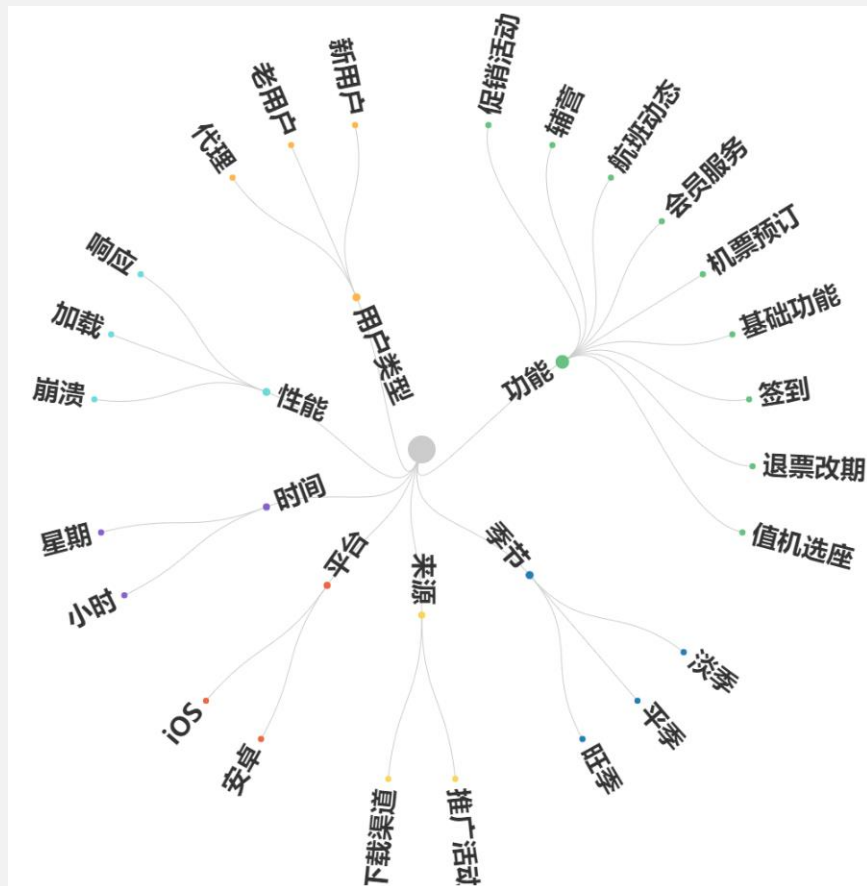 促销活动
辅营
航班动态
会员服务
机票预订
基础功能
签到
退票改期
值机选座
功能
新用户
老用户
代理
用户类型
响应
加载
崩溃
性能
时间
星期
小时
平台
iOS
安卓
来源
下载渠道
推广活动
季节
淡季
平季
旺季